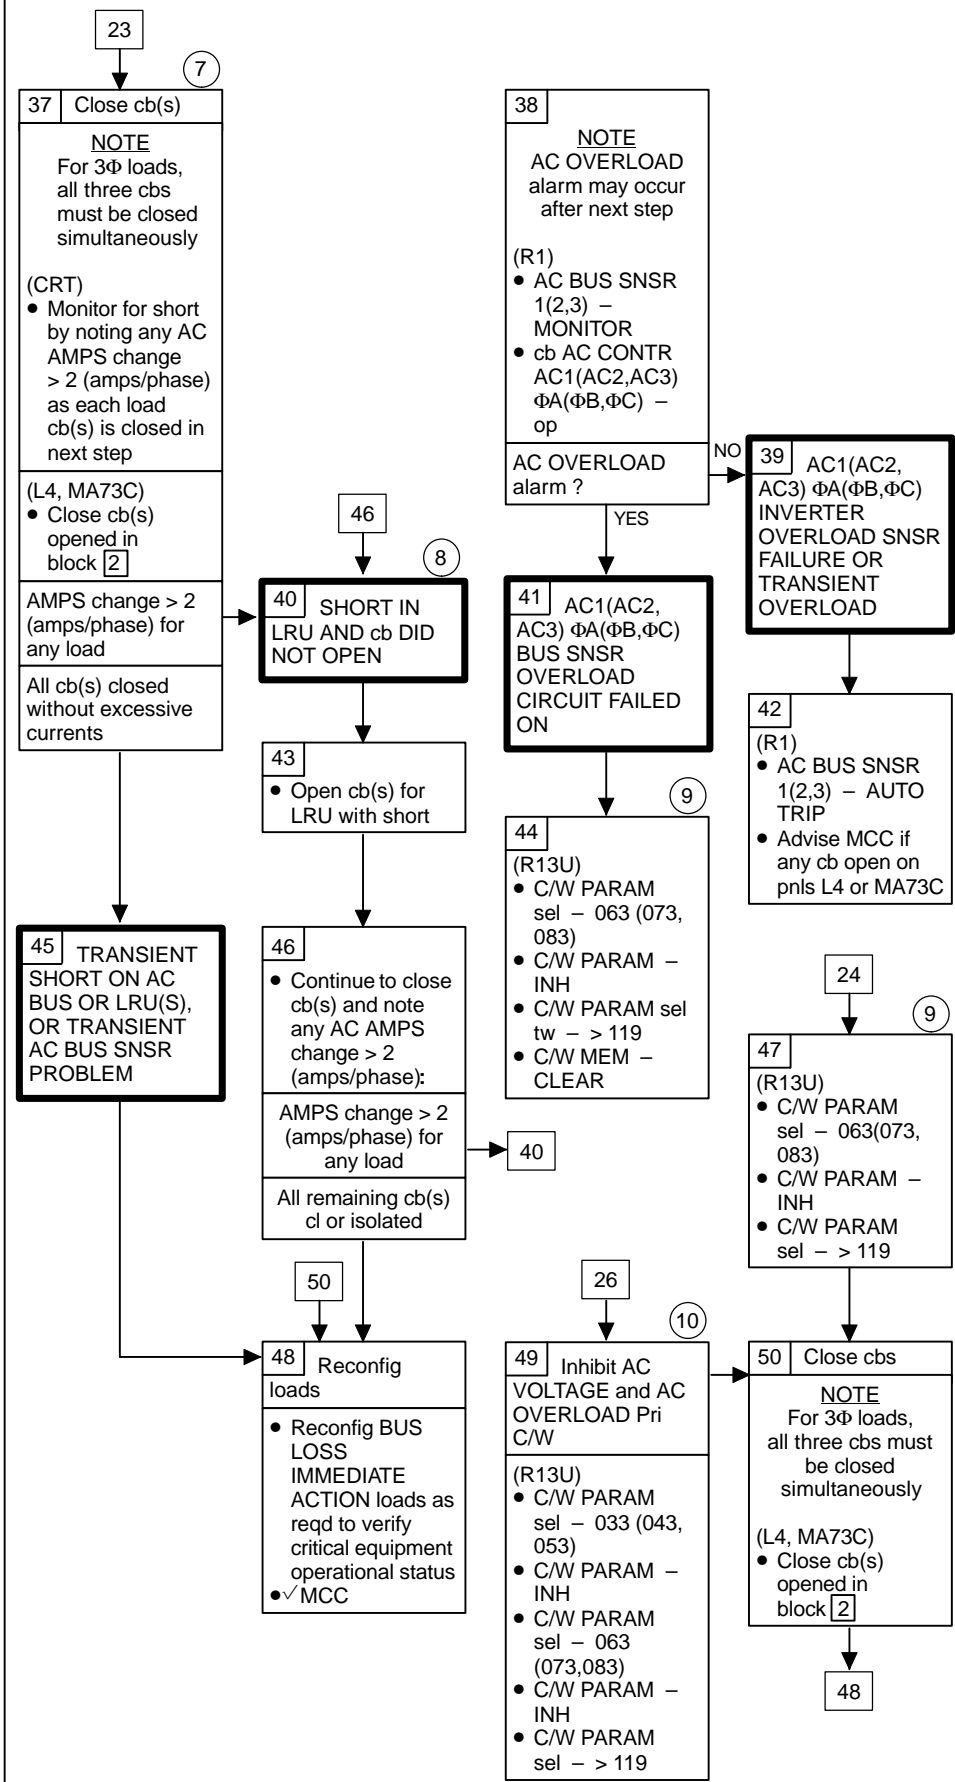 23
7
37 Close cb(s)
NOTE
For 3Φ loads,
all three cbs
must be closed
simultaneously
(CRT)
● Monitor for short
by noting any AC
AMPS change
> 2 (amps/phase)
as each load
cb(s) is closed in
next step
(L4, MA73C)
● Close cb(s)
opened in
block 2
AMPS change > 2
(amps/phase) for
any load
All cb(s) closed
without excessive
currents
45 TRANSIENT
SHORT ON AC
BUS OR LRU(S),
OR TRANSIENT
AC BUS SNSR
PROBLEM
46
8
40 SHORT IN
LRU AND cb DID
NOT OPEN
43
● Open cb(s) for
LRU with short
46
● Continue to close
cb(s) and note
any AC AMPS
change > 2
(amps/phase):
AMPS change > 2
(amps/phase) for
any load
40
All remaining cb(s)
cl or isolated
50
48 Reconfig
loads
● Reconfig BUS
LOSS
IMMEDIATE
ACTION loads as
reqd to verify
critical equipment
operational status
●√MCC
38
NOTE
AC OVERLOAD
alarm may occur
after next step
(R1)
● AC BUS SNSR
1(2,3) –
MONITOR
● cb AC CONTR
AC1(AC2,AC3)
ΦA(ΦB,ΦC) –
op
AC OVERLOAD
alarm ?
NO
YES
39 AC1(AC2,
AC3) ΦA(ΦB,ΦC)
INVERTER
OVERLOAD SNSR
FAILURE OR
TRANSIENT
OVERLOAD
41 AC1(AC2,
AC3) ΦA(ΦB,ΦC)
BUS SNSR
OVERLOAD
CIRCUIT FAILED
ON
42
(R1)
● AC BUS SNSR
1(2,3) – AUTO
TRIP
● Advise MCC if
any cb open on
pnls L4 or MA73C
9
44
(R13U)
● C/W PARAM
sel – 063 (073,
083)
● C/W PARAM –
INH
● C/W PARAM sel
tw – > 119
● C/W MEM –
CLEAR
24
9
47
(R13U)
● C/W PARAM
sel – 063(073,
083)
● C/W PARAM –
INH
● C/W PARAM
sel – > 119
26
10
49 Inhibit AC
VOLTAGE and AC
OVERLOAD Pri
C/W
(R13U)
● C/W PARAM
sel – 033 (043,
053)
● C/W PARAM –
INH
● C/W PARAM
sel – 063
(073,083)
● C/W PARAM –
INH
● C/W PARAM
sel – > 119
50 Close cbs
NOTE
For 3Φ loads,
all three cbs must
be closed
simultaneously
(L4, MA73C)
● Close cb(s)
opened in
block 2
48